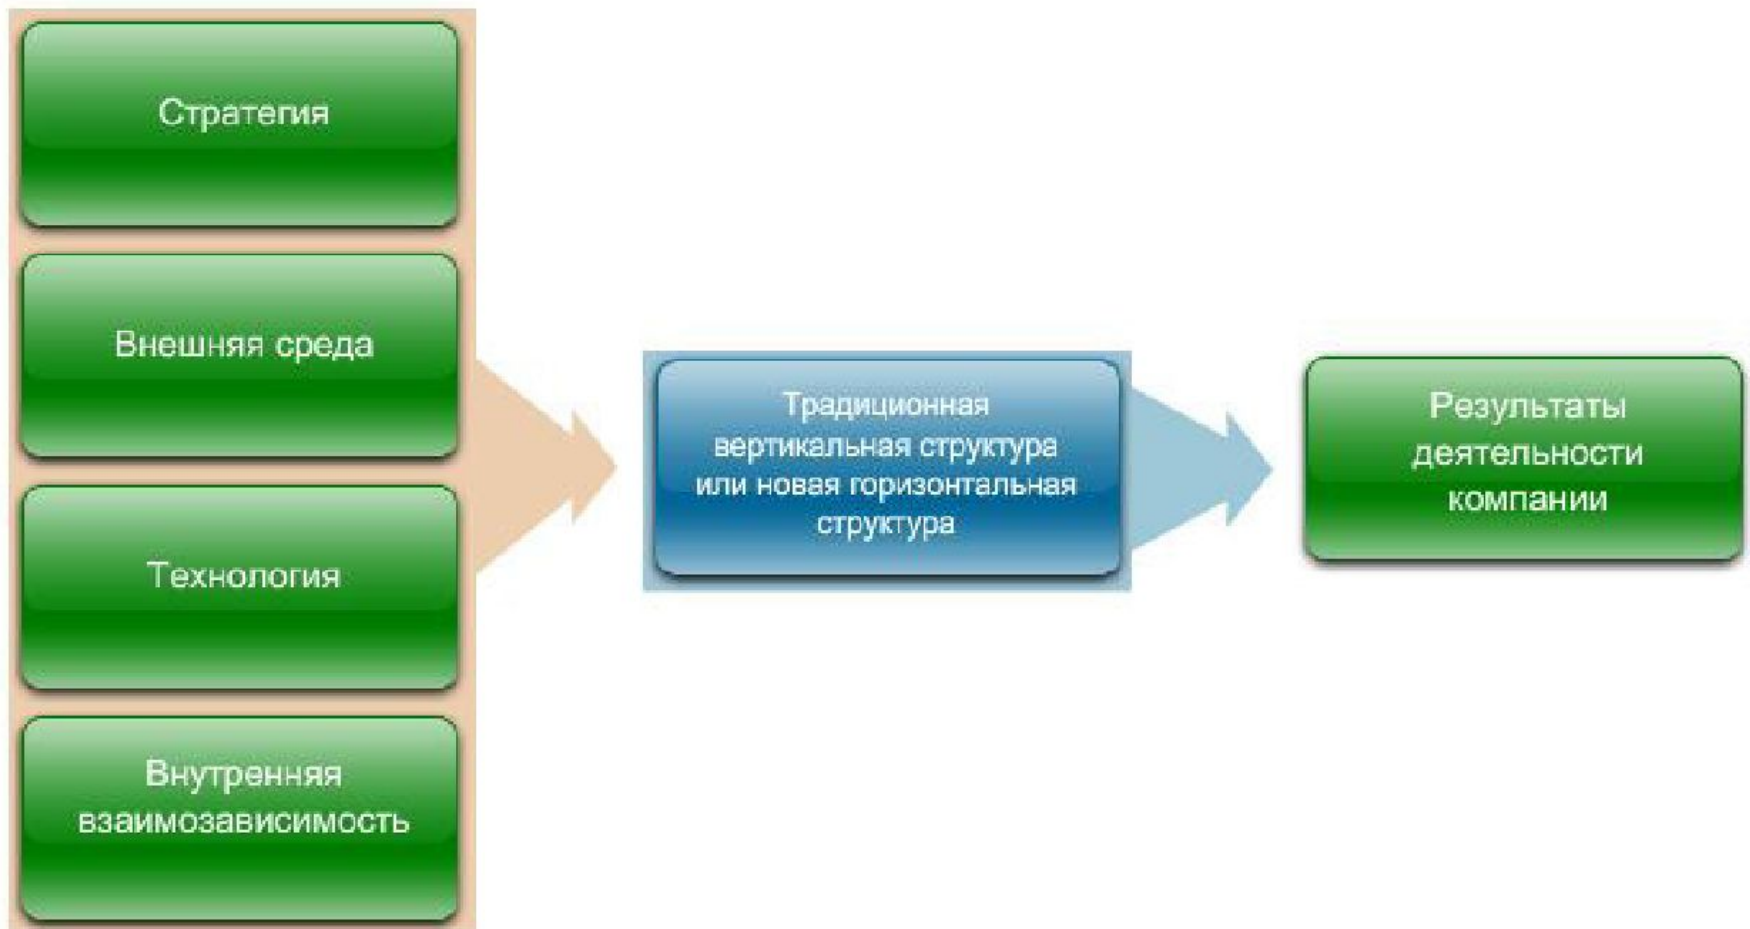 Стратегия
Внешняя среда
Технология
Внутренняя
взаимозависимость
Традиционная
вертикальная структура
или новая горизонтальная
структура
Результаты
деятельности
компании